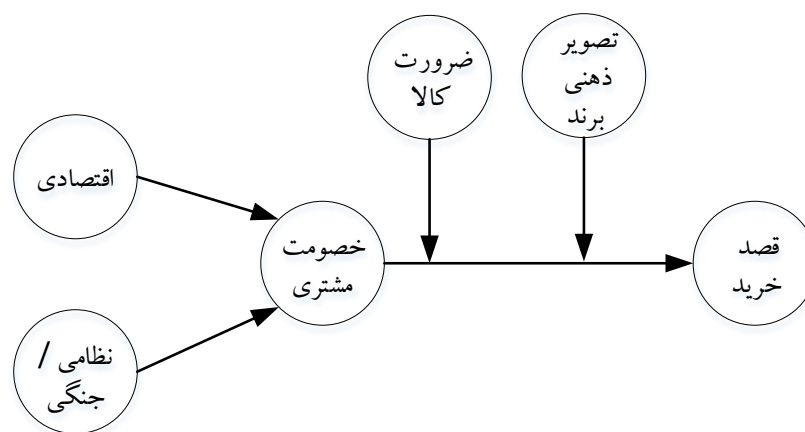 تصویر
ذهنی
برند
ضرورت
کالا
اقتصادی
خصومت
مشتری
قصد
خرید
نظامی /
جنگی